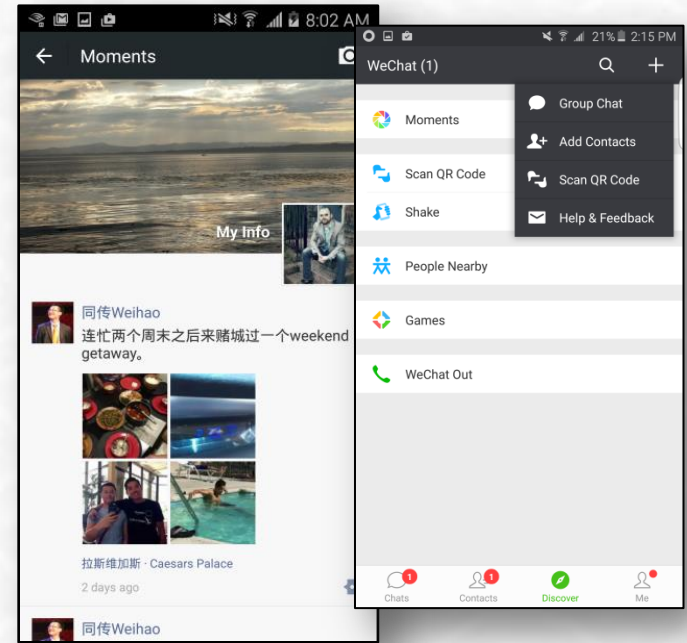 8:02 AM
Moments
My Info
同传Weihao
连忙两个周末之后来赌城过一个weekend
getaway。
拉斯维加斯 · Caesars Palace
2 days ago
同传Weihao
21% 2:15 PM
WeChat (1)
Group Chat
Add Contacts
Scan QR Code
Help & Feedback
Moments
Scan QR Code
Shake
People Nearby
Games
WeChat Out
1
1
Chats
Contacts
Discover
Me